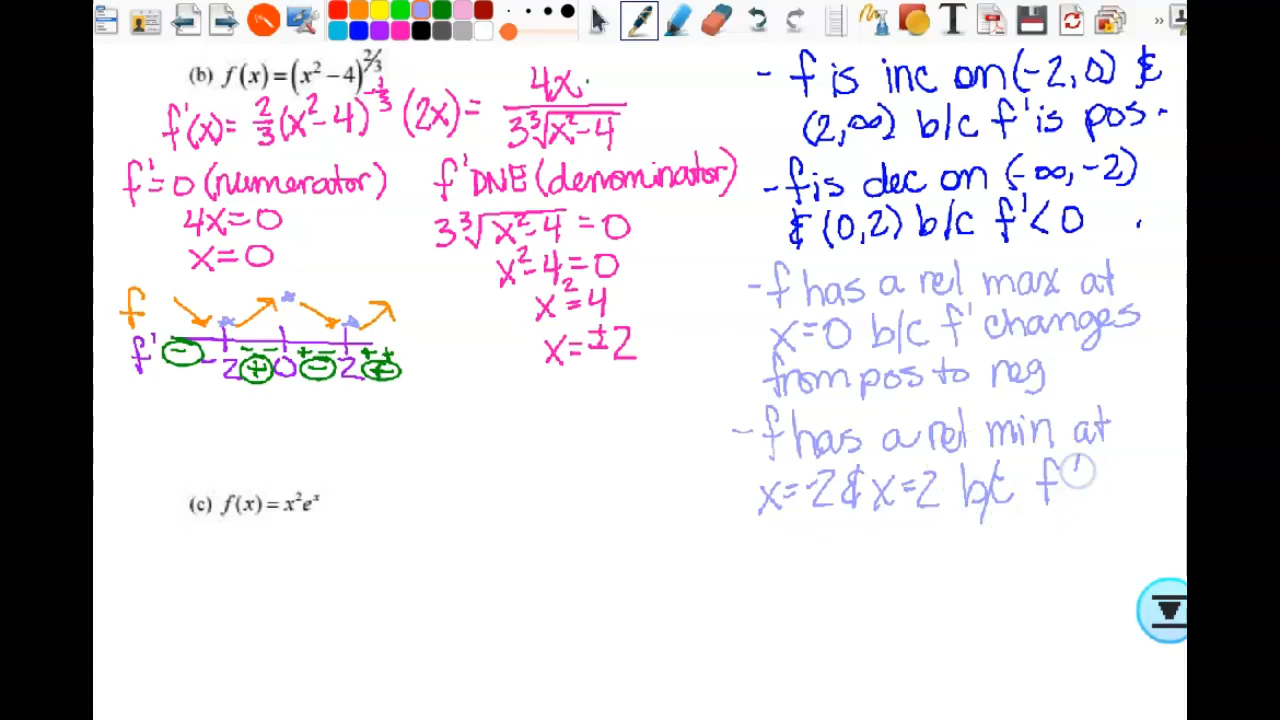 (b) f(x) = (x² − 4)^(2/3)
f'(x) = 2/3 (x² − 4)^(−1/3) (2x) = 4x / 3∛(x² − 4)
f' = 0 (numerator)
4x = 0
x = 0
f' DNE (denominator)
3∛(x² − 4) = 0
x² − 4 = 0
x² = 4
x = ±2
f
f' − −2 + 0 − 2 +
- f is inc on (−2, 0) &
(2, ∞) b/c f' is pos.
- f is dec on (−∞, −2)
& (0, 2) b/c f' < 0
- f has a rel max at
x = 0 b/c f' changes
from pos to neg
- f has a rel min at
x = -2 & x = 2 b/c f'
(c) f(x) = x²eˣ